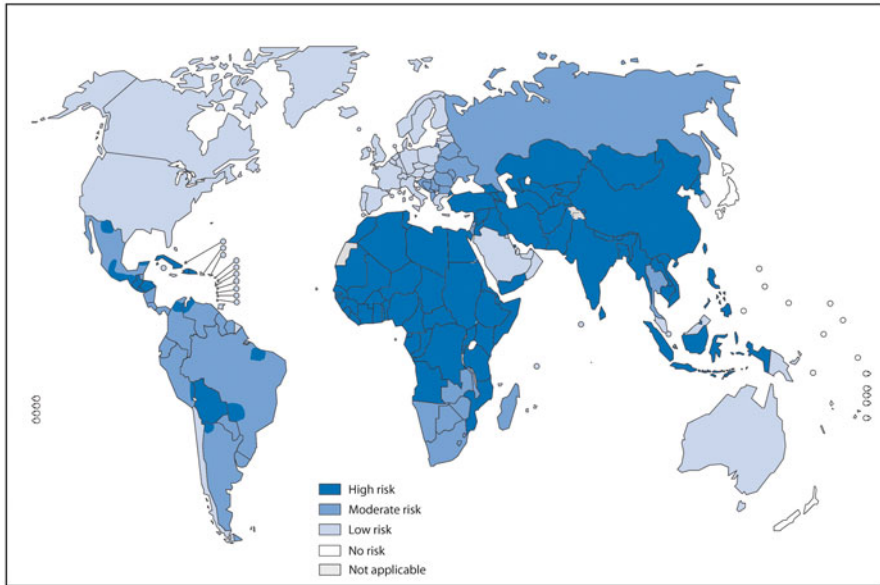 High risk
Moderate risk
Low risk
No risk
Not applicable